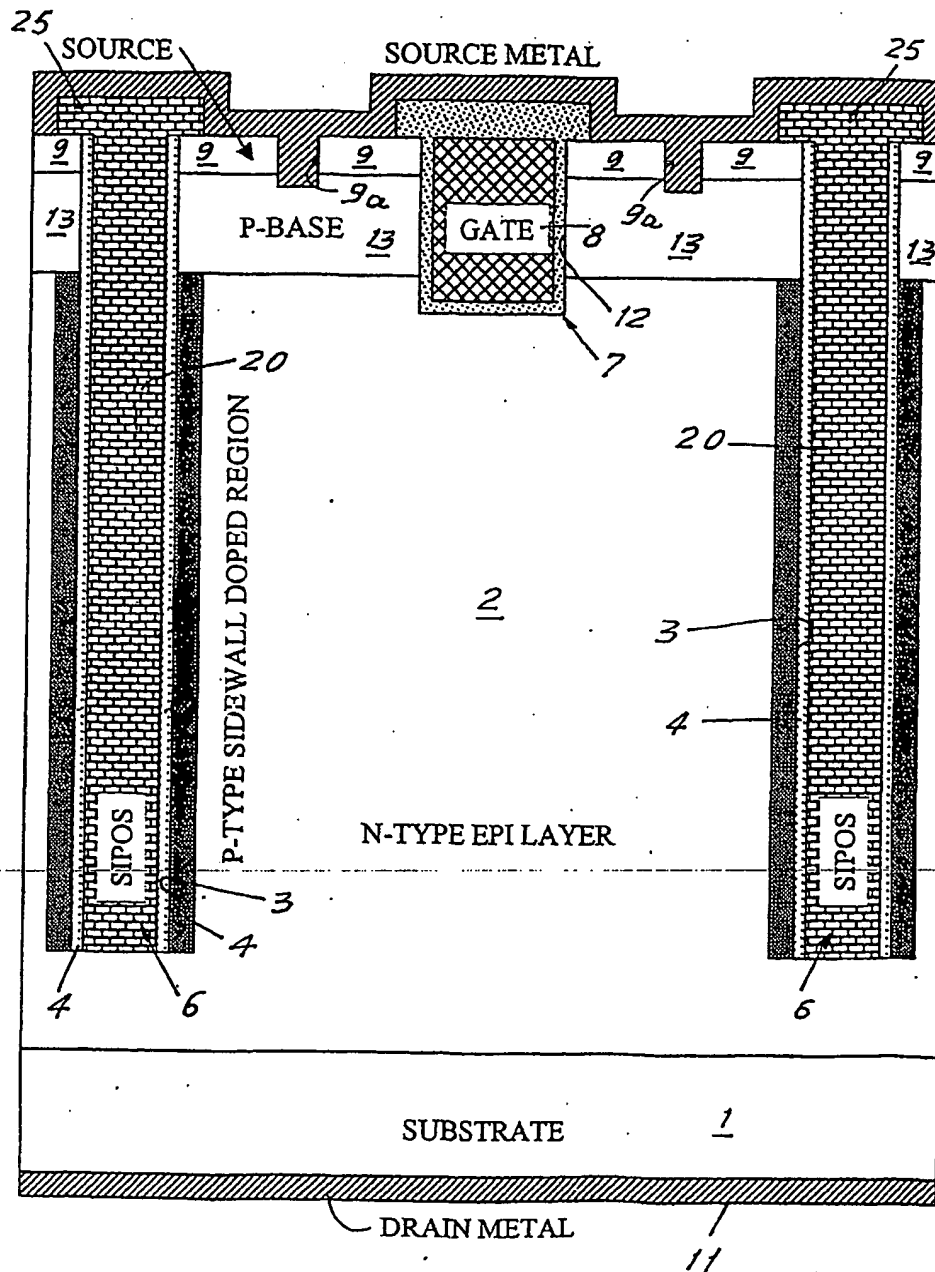 25
SOURCE
SOURCE METAL
25
9
9
9
9
9
9
9a
9a
13
P-BASE
13
GATE
8
13
13
12
7
20
20
P-TYPE SIDEWALL DOPED REGION
2
3
4
N-TYPE EPI LAYER
SIPOS
SIPOS
3
4
4
6
6
SUBSTRATE
1
DRAIN METAL
11